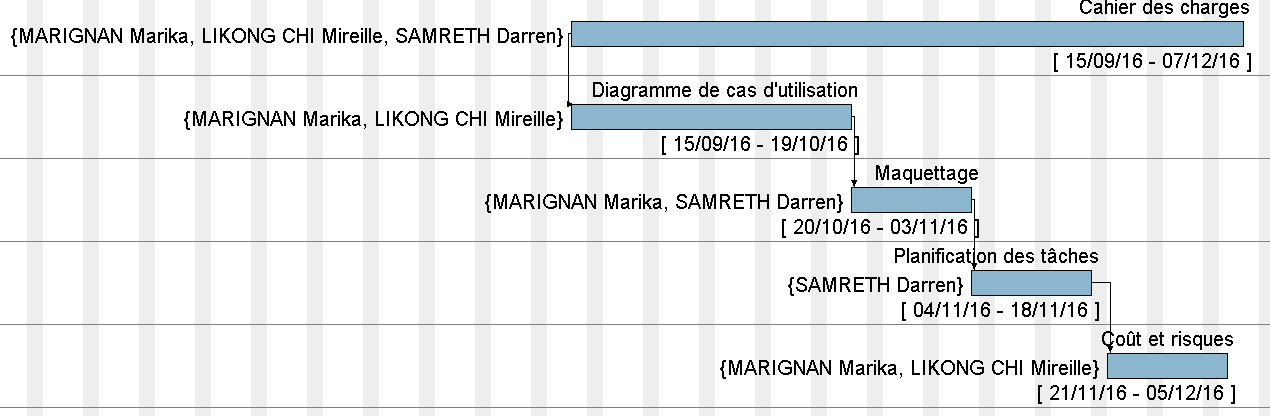 Cahier des charges
{MARIGNAN Marika, LIKONG CHI Mireille, SAMRETH Darren}
[ 15/09/16 - 07/12/16 ]
Diagramme de cas d'utilisation
{MARIGNAN Marika, LIKONG CHI Mireille}
[ 15/09/16 - 19/10/16 ]
Maquettage
{MARIGNAN Marika, SAMRETH Darren}
[ 20/10/16 - 03/11/16 ]
Planification des tâches
{SAMRETH Darren}
[ 04/11/16 - 18/11/16 ]
Coût et risques
{MARIGNAN Marika, LIKONG CHI Mireille}
[ 21/11/16 - 05/12/16 ]